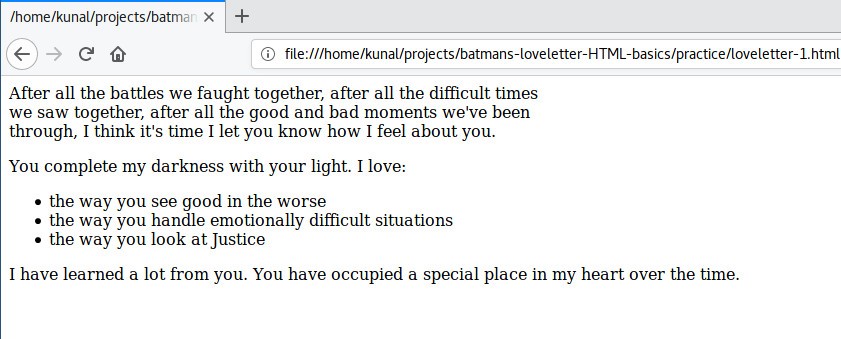 /home/kunal/projects/batman
file:///home/kunal/projects/batmans-loveletter-HTML-basics/practice/loveletter-1.html
After all the battles we faught together, after all the difficult times
we saw together, after all the good and bad moments we've been
through, I think it's time I let you know how I feel about you.
You complete my darkness with your light. I love:
• the way you see good in the worse
• the way you handle emotionally difficult situations
• the way you look at Justice
I have learned a lot from you. You have occupied a special place in my heart over the time.